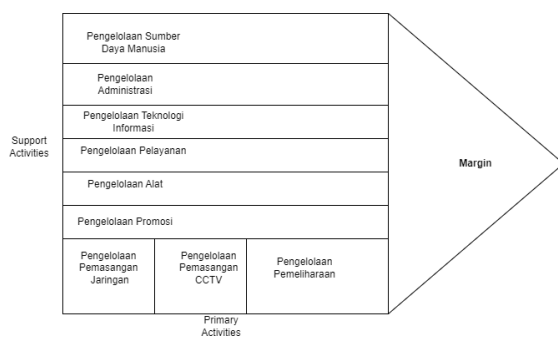 Pengelolaan Sumber
Daya Manusia
Pengelolaan
Administrasi
Pengelolaan Teknologi
Informasi
Support
Activities
Pengelolaan Pelayanan
Margin
Pengelolaan Alat
Pengelolaan Promosi
Pengelolaan
Pemasangan
Jaringan
Pengelolaan
Pemasangan
CCTV
Pengelolaan
Pemeliharaan
Primary
Activities